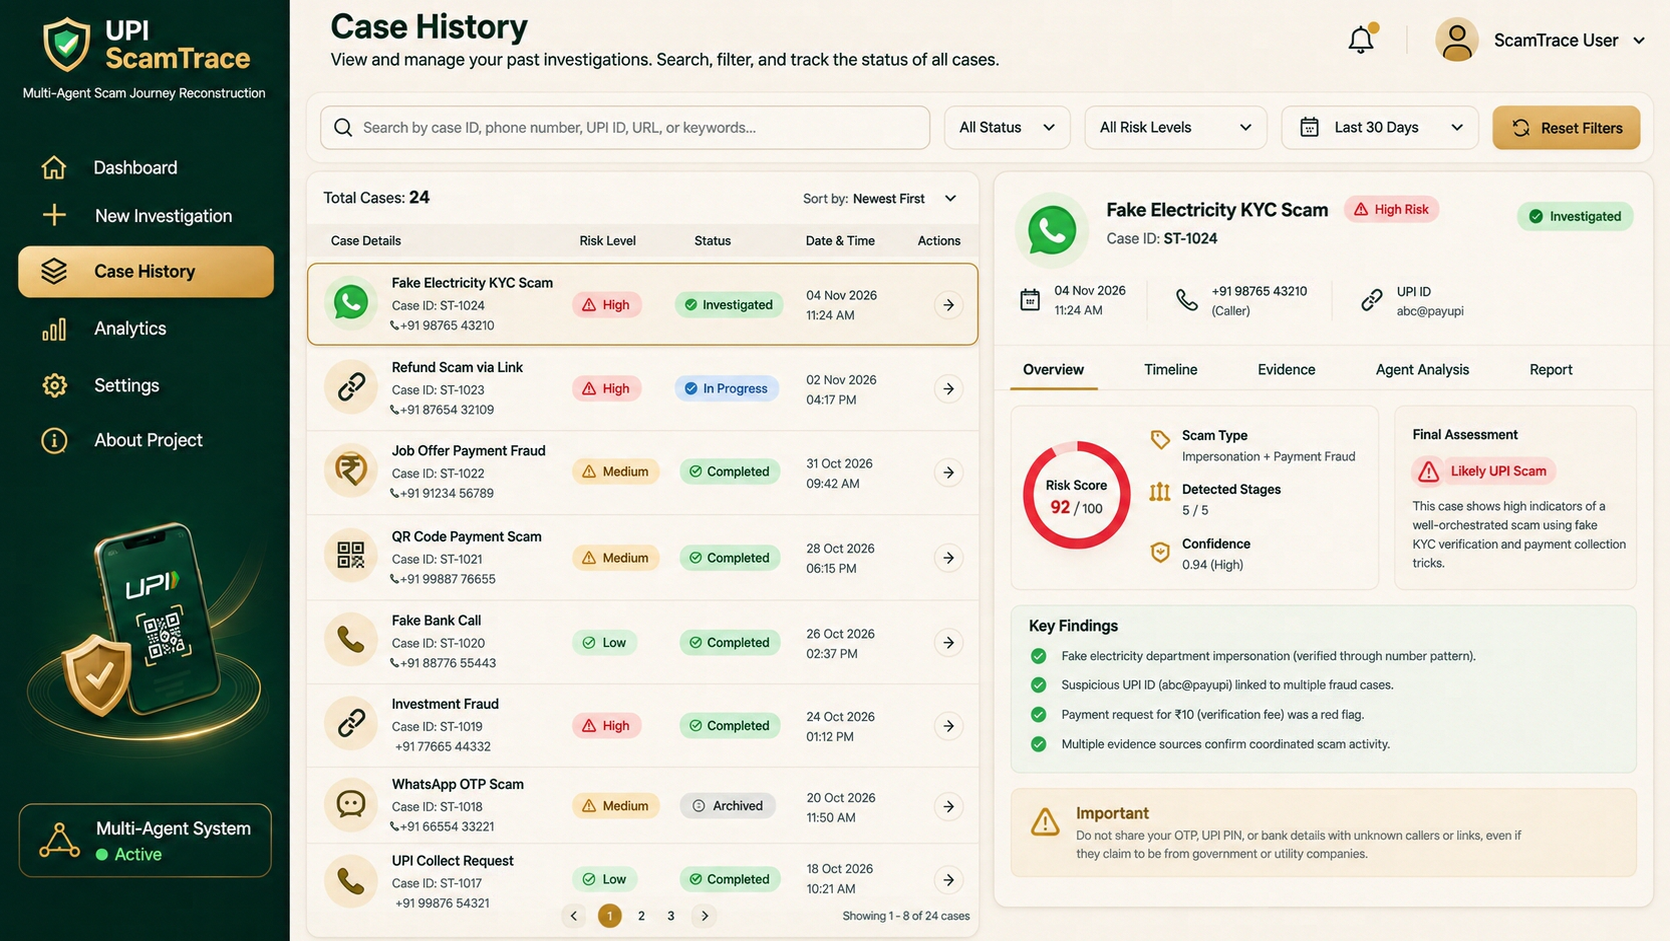 UPI
ScamTrace
Multi-Agent Scam Journey Reconstruction
Dashboard
New Investigation
Case History
Analytics
Settings
About Project
UPI
Multi-Agent System
Active
Case History
View and manage your past investigations. Search, filter, and track the status of all cases.
ScamTrace User
Search by case ID, phone number, UPI ID, URL, or keywords...
All Status
All Risk Levels
Last 30 Days
Reset Filters
Total Cases: 24
Sort by: Newest First
Case Details Risk Level Status Date & Time Actions
Fake Electricity KYC Scam
Case ID: ST-1024
+91 98765 43210
High
Investigated
04 Nov 2026
11:24 AM
Refund Scam via Link
Case ID: ST-1023
+91 87654 32109
High
In Progress
02 Nov 2026
04:17 PM
Job Offer Payment Fraud
Case ID: ST-1022
+91 91234 56789
Medium
Completed
31 Oct 2026
09:42 AM
QR Code Payment Scam
Case ID: ST-1021
+91 99887 76655
Medium
Completed
28 Oct 2026
06:15 PM
Fake Bank Call
Case ID: ST-1020
+91 88776 55443
Low
Completed
26 Oct 2026
02:37 PM
Investment Fraud
Case ID: ST-1019
+91 77665 44332
High
Completed
24 Oct 2026
01:12 PM
WhatsApp OTP Scam
Case ID: ST-1018
+91 66554 33221
Medium
Archived
20 Oct 2026
11:50 AM
UPI Collect Request
Case ID: ST-1017
+91 99876 54321
Low
Completed
18 Oct 2026
10:21 AM
1 2 3
Showing 1 - 8 of 24 cases
Fake Electricity KYC Scam
High Risk
Investigated
Case ID: ST-1024
04 Nov 2026
11:24 AM
+91 98765 43210
(Caller)
UPI ID
abc@payupi
Overview Timeline Evidence Agent Analysis Report
Risk Score
92 / 100
Scam Type
Impersonation + Payment Fraud
Detected Stages
5 / 5
Confidence
0.94 (High)
Final Assessment
Likely UPI Scam
This case shows high indicators of a
well-orchestrated scam using fake
KYC verification and payment collection
tricks.
Key Findings
Fake electricity department impersonation (verified through number pattern).
Suspicious UPI ID (abc@payupi) linked to multiple fraud cases.
Payment request for ₹10 (verification fee) was a red flag.
Multiple evidence sources confirm coordinated scam activity.
Important
Do not share your OTP, UPI PIN, or bank details with unknown callers or links, even if
they claim to be from government or utility companies.